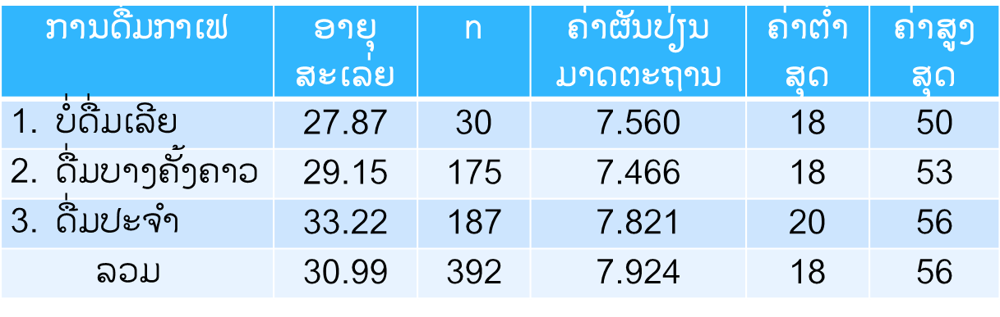 ການດື່ມກາເຟ ອາຍຸ ສະເລ່ຍ n ຄ່າຜັນປ່ຽນ ມາດຕະຖານ ຄ່າຕ່ຳ ສຸດ ຄ່າສູງ ສຸດ
1. ບໍ່ດື່ມເລີຍ 27.87 30 7.560 18 50
2. ດື່ມບາງຄັ້ງຄາວ 29.15 175 7.466 18 53
3. ດື່ມປະຈຳ 33.22 187 7.821 20 56
ລວມ 30.99 392 7.924 18 56